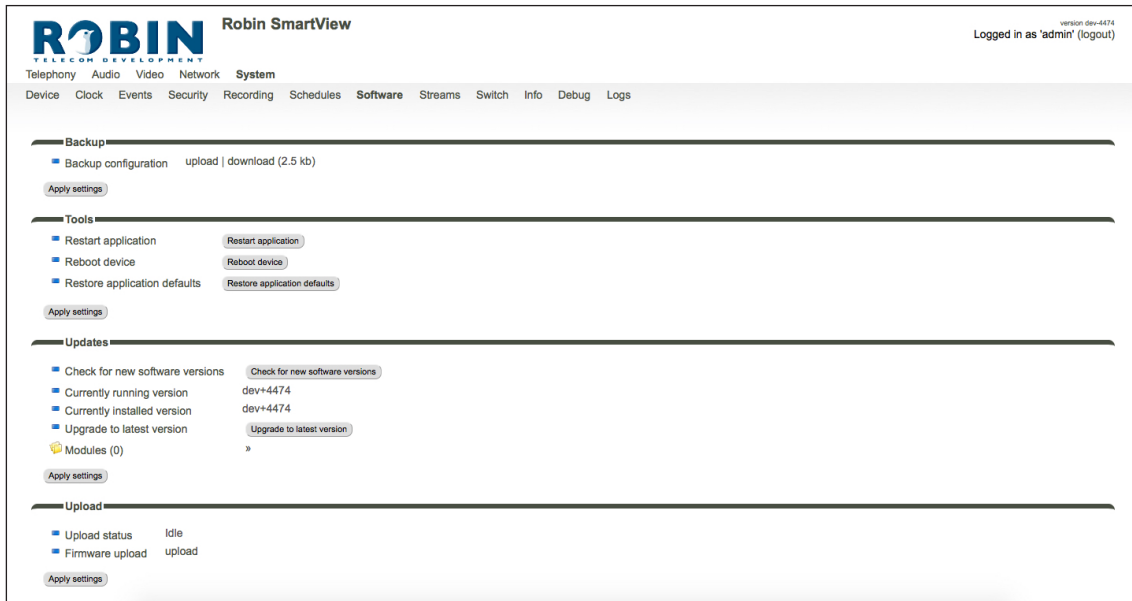 ROBIN
TELECOM DEVELOPMENT
Robin SmartView
version dev-4474
Logged in as 'admin' (logout)
Telephony Audio Video Network System
Device Clock Events Security Recording Schedules Software Streams Switch Info Debug Logs
Backup
Backup configuration upload | download (2.5 kb)
Apply settings
Tools
Restart application Restart application
Reboot device Reboot device
Restore application defaults Restore application defaults
Apply settings
Updates
Check for new software versions Check for new software versions
Currently running version dev+4474
Currently installed version dev+4474
Upgrade to latest version Upgrade to latest version
Modules (0) »
Apply settings
Upload
Upload status Idle
Firmware upload upload
Apply settings